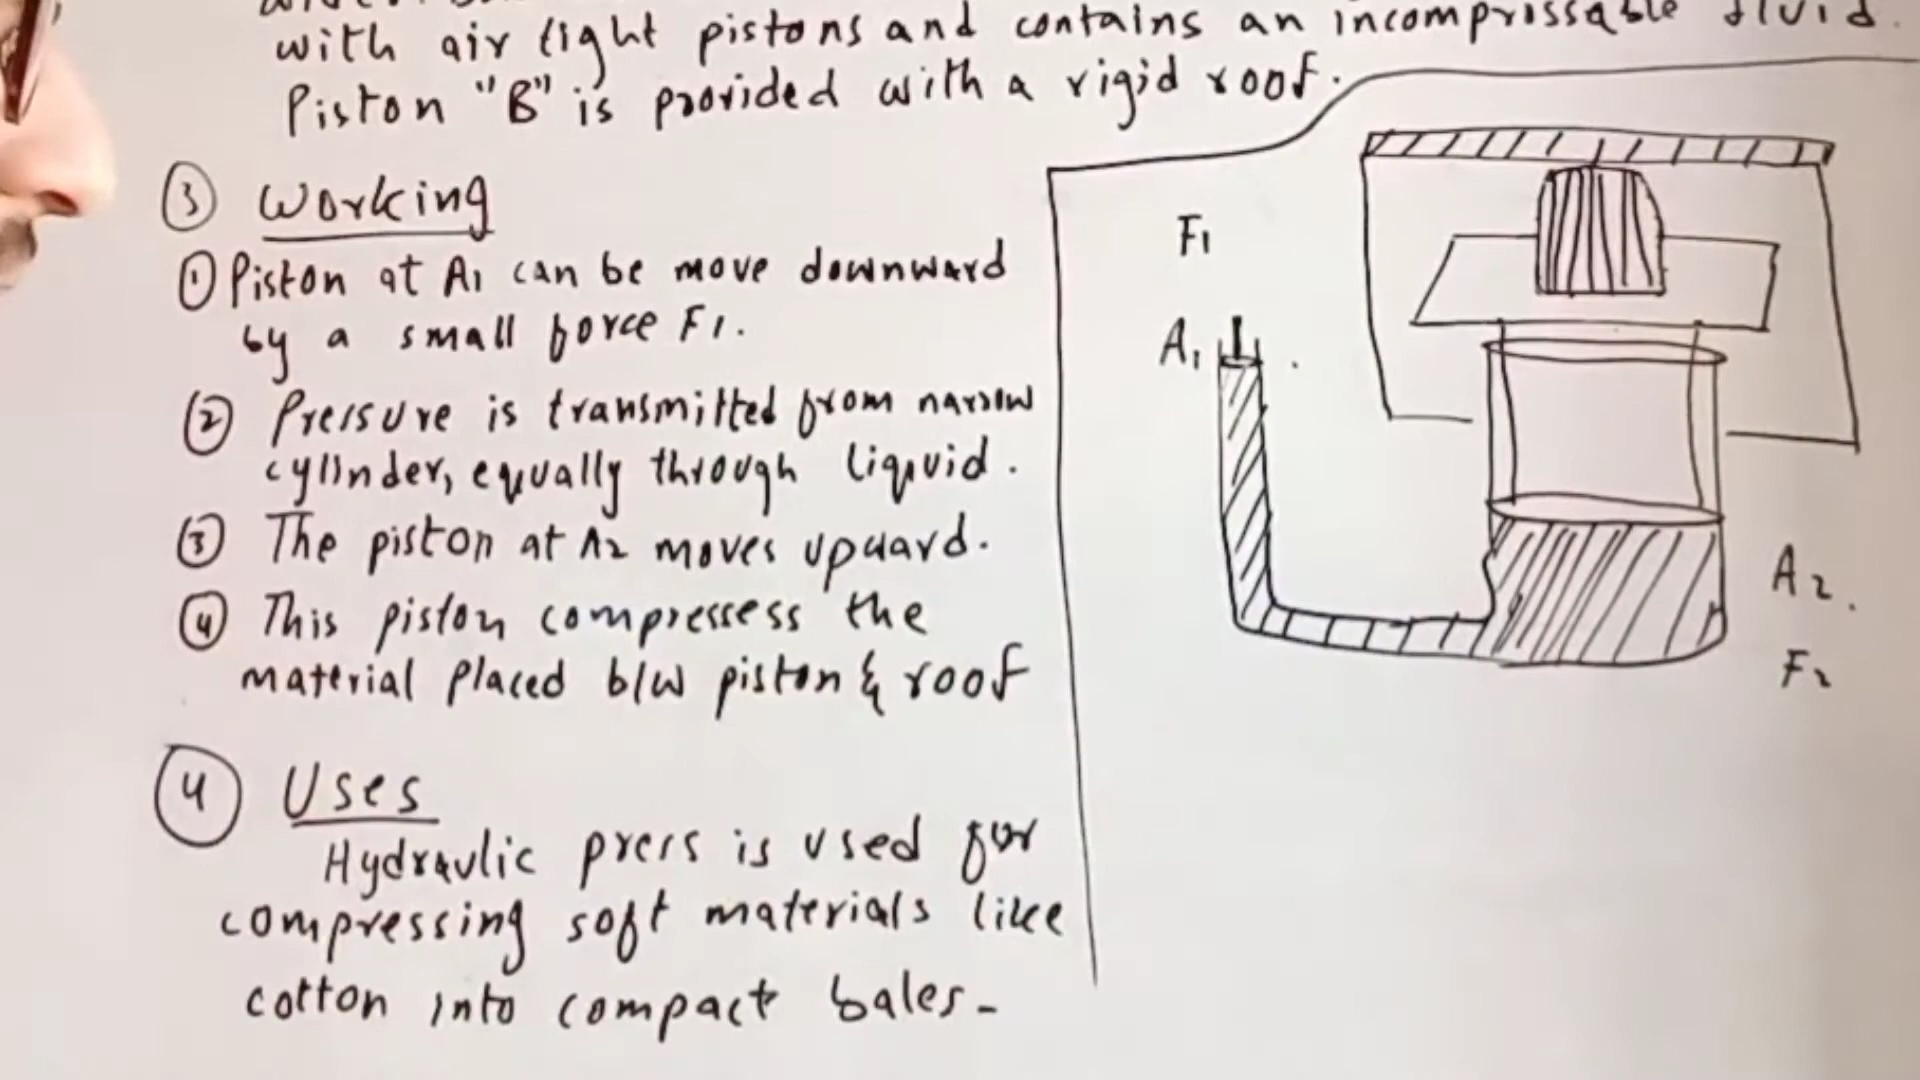 with air tight pistons and contains an incomprissable fluid.
Piston "B" is provided with a rigid roof.
③ Working
① Piston at A1 can be move downward
by a small force F1.
② Pressure is transmitted from narrow
cylinder, equally through liquid.
③ The piston at A2 moves upward.
④ This piston compressess the
material placed b/w piston & roof
④ Uses
Hydraulic press is used for
compressing soft materials like
cotton into compact bales-
F1
A1
A2.
F2